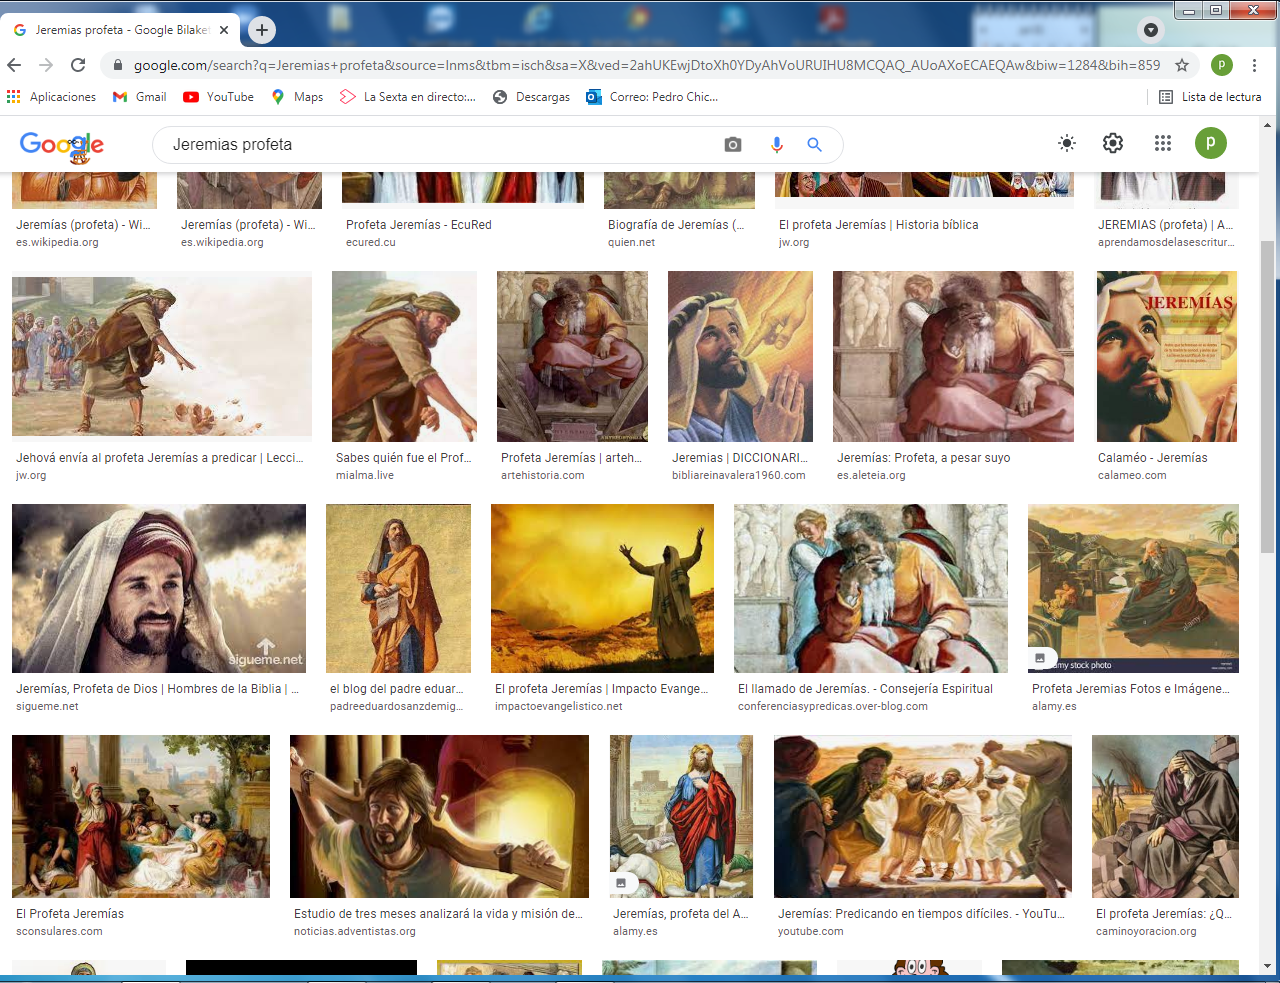 Jeremias profeta - Google Bilaket
google.com/search?q=Jeremias+profeta&source=lnms&tbm=isch&sa=X&ved=2ahUKEwjDtoXh0YDyAhVoURUIHU8MCQAQ_AUoAXoECAEQAw&biw=1284&bih=859
p
Aplicaciones
Gmail
YouTube
Maps
La Sexta en directo:...
Descargas
Correo: Pedro Chic...
Lista de lectura
Google
Jeremias profeta
p
Jeremías (profeta) - Wi...
es.wikipedia.org
Jeremías (profeta) - Wi...
es.wikipedia.org
Profeta Jeremías - EcuRed
ecured.cu
Biografía de Jeremías (...
quien.net
El profeta Jeremías | Historia bíblica
jw.org
JEREMIAS (profeta) | A...
aprendamosdelasescritur...
JEREMÍAS
Jehová envía al profeta Jeremías a predicar | Lecci...
jw.org
Sabes quién fue el Prof...
mialma.live
Profeta Jeremías | arteh...
artehistoria.com
Jeremias | DICCIONARI...
bibliareinavalera1960.com
Jeremías: Profeta, a pesar suyo
es.aleteia.org
Calaméo - Jeremías
calameo.com
sigueme.net
alamy stock photo
Jeremías, Profeta de Dios | Hombres de la Biblia | ...
sigueme.net
el blog del padre eduar...
padreeduardosanzdemig...
El profeta Jeremías | Impacto Evange...
impactoevangelistico.net
El llamado de Jeremías. - Consejería Espiritual
conferenciasypredicas.over-blog.com
Profeta Jeremias Fotos e Imágene...
alamy.es
El Profeta Jeremías
sconsulares.com
Estudio de tres meses analizará la vida y misión de...
noticias.adventistas.org
Jeremías, profeta del A...
alamy.es
Jeremías: Predicando en tiempos difíciles. - YouTu...
youtube.com
El profeta Jeremías: ¿Q...
caminoyoracion.org